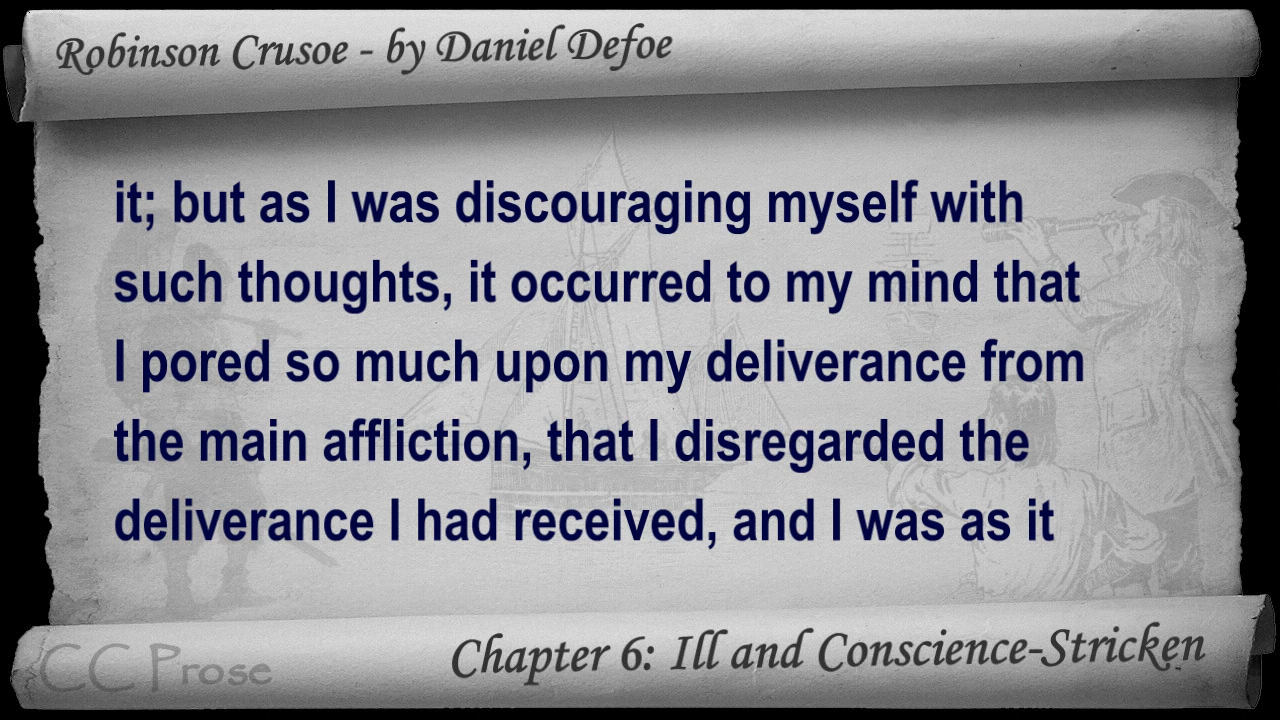 Robinson Crusoe - by Daniel Defoe
it; but as I was discouraging myself with
such thoughts, it occurred to my mind that
I pored so much upon my deliverance from
the main affliction, that I disregarded the
deliverance I had received, and I was as it
Chapter 6: Ill and Conscience-Stricken
CC Prose